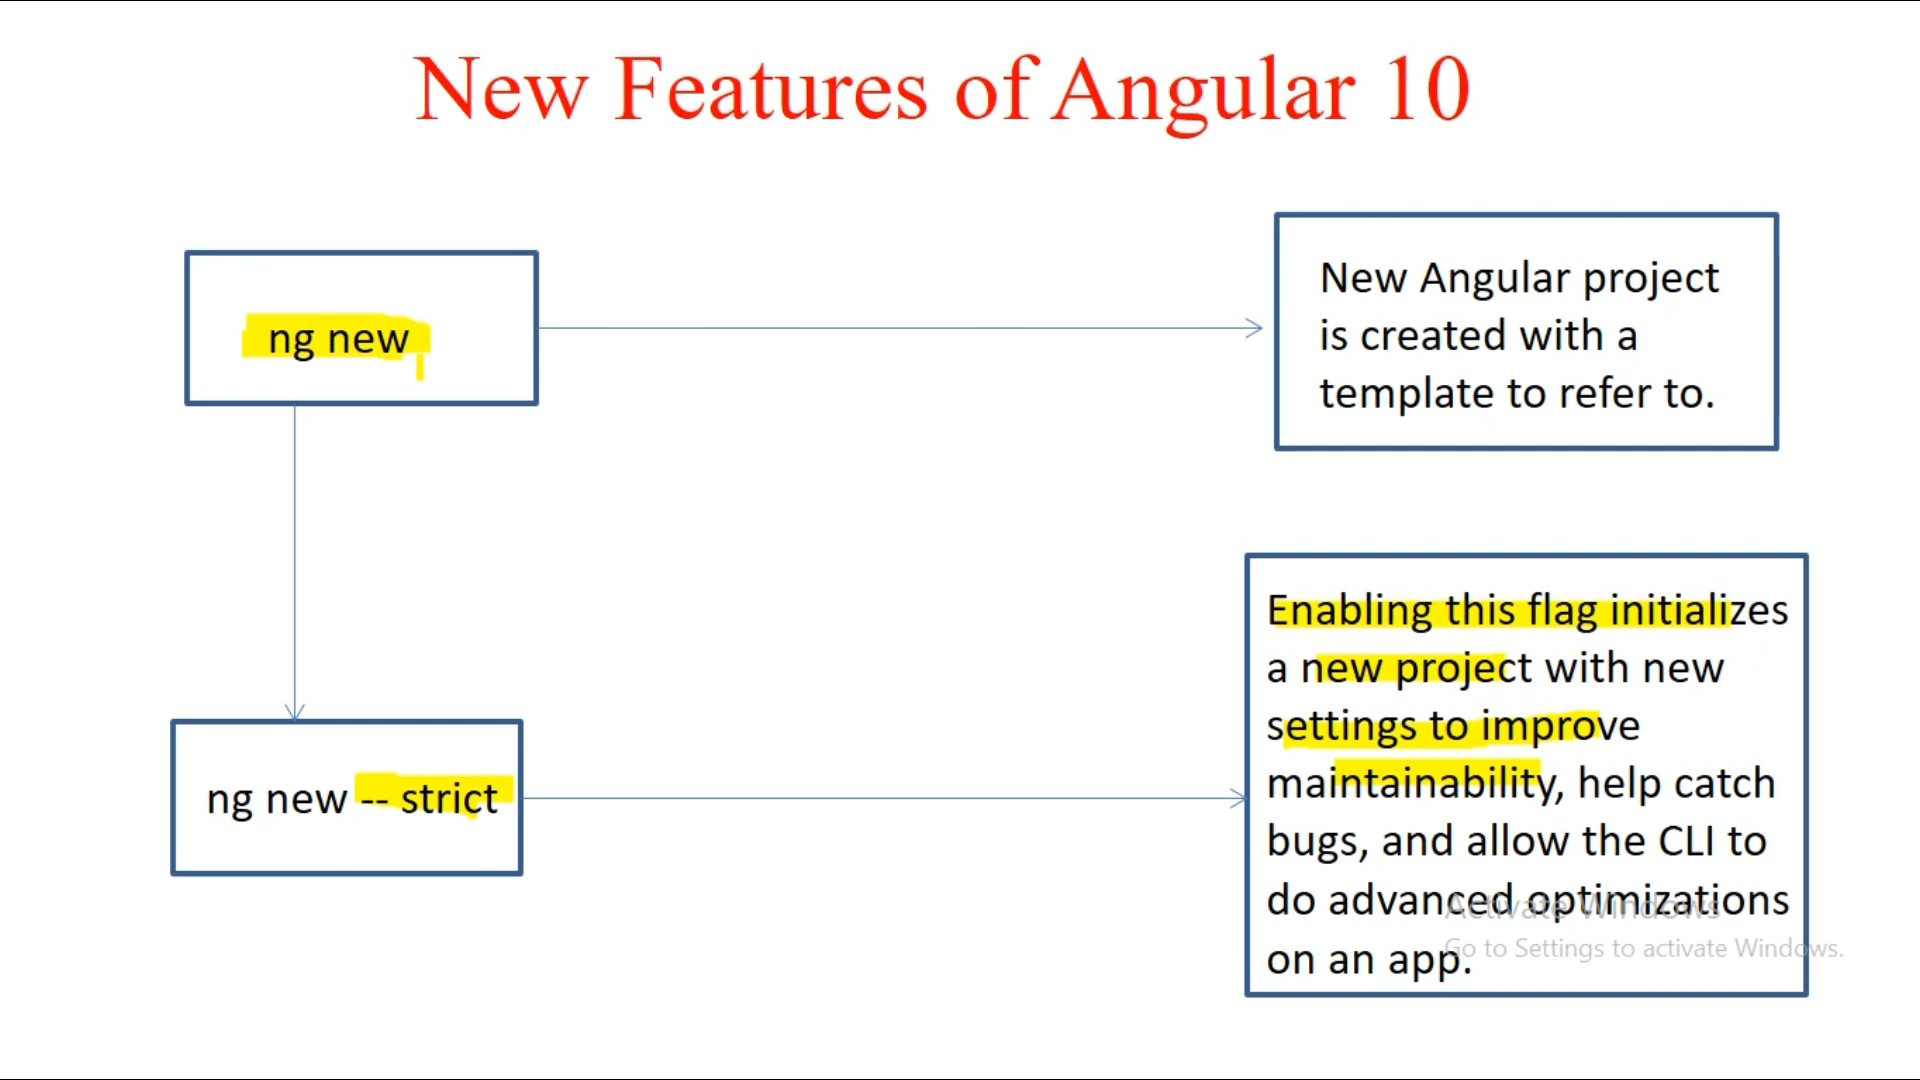 New Features of Angular 10
ng new
New Angular project
is created with a
template to refer to.
ng new -- strict
Enabling this flag initializes
a new project with new
settings to improve
maintainability, help catch
bugs, and allow the CLI to
do advanced optimizations
on an app.
Activate Windows
Go to Settings to activate Windows.